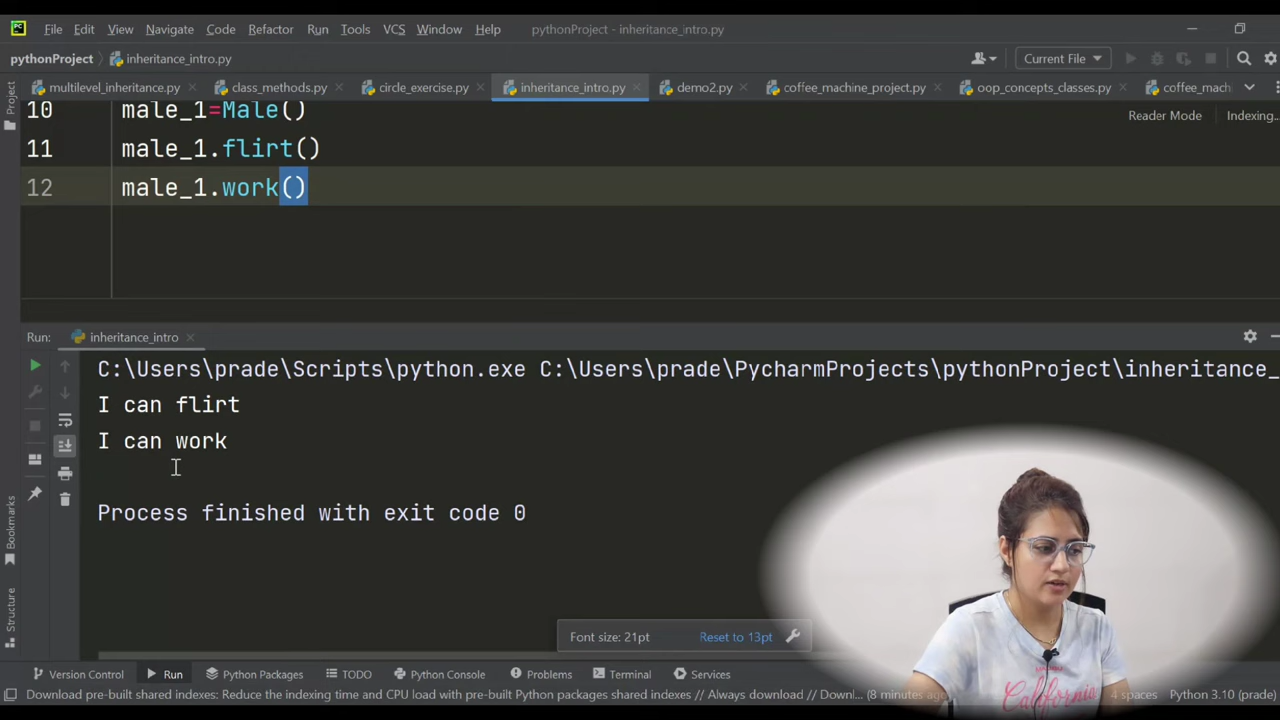 PC File Edit View Navigate Code Refactor Run Tools VCS Window Help pythonProject - inheritance_intro.py
pythonProject inheritance_intro.py Current File
multilevel_inheritance.py class_methods.py circle_exercise.py inheritance_intro.py demo2.py coffee_machine_project.py oop_concepts_classes.py coffee_mach
Reader Mode Indexing...
10 male_1=Male()
11 male_1.flirt()
12 male_1.work()
Project
Run: inheritance_intro
C:\Users\prade\Scripts\python.exe C:\Users\prade\PycharmProjects\pythonProject\inheritance_
I can flirt
I can work
Process finished with exit code 0
Bookmarks
Structure
Font size: 21pt Reset to 13pt
California
Version Control Run Python Packages TODO Python Console Problems Terminal Services
Download pre-built shared indexes: Reduce the indexing time and CPU load with pre-built Python packages shared indexes // Always download // Downl... (8 minutes ago) 4 spaces Python 3.10 (prade)